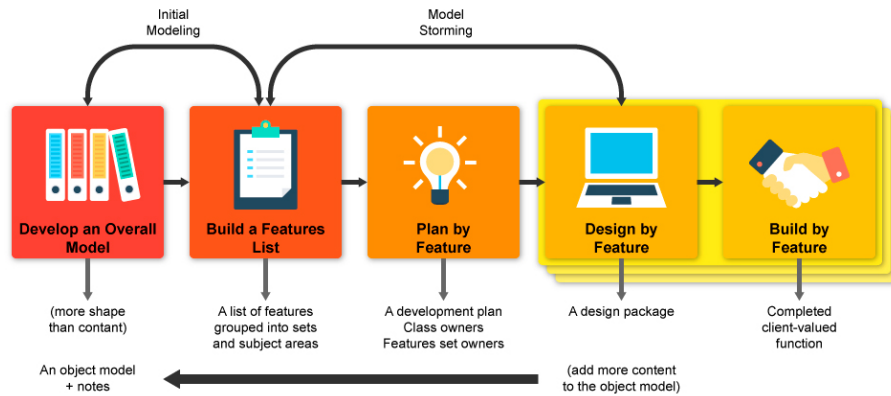 Initial
Modeling
Model
Storming
Develop an Overall
Model
Build a Features
List
Plan by
Feature
Design by
Feature
Build by
Feature
(more shape
than contant)
A list of features
grouped into sets
and subject areas
A development plan
Class owners
Features set owners
A design package
Completed
client-valued
function
An object model
+ notes
(add more content
to the object model)